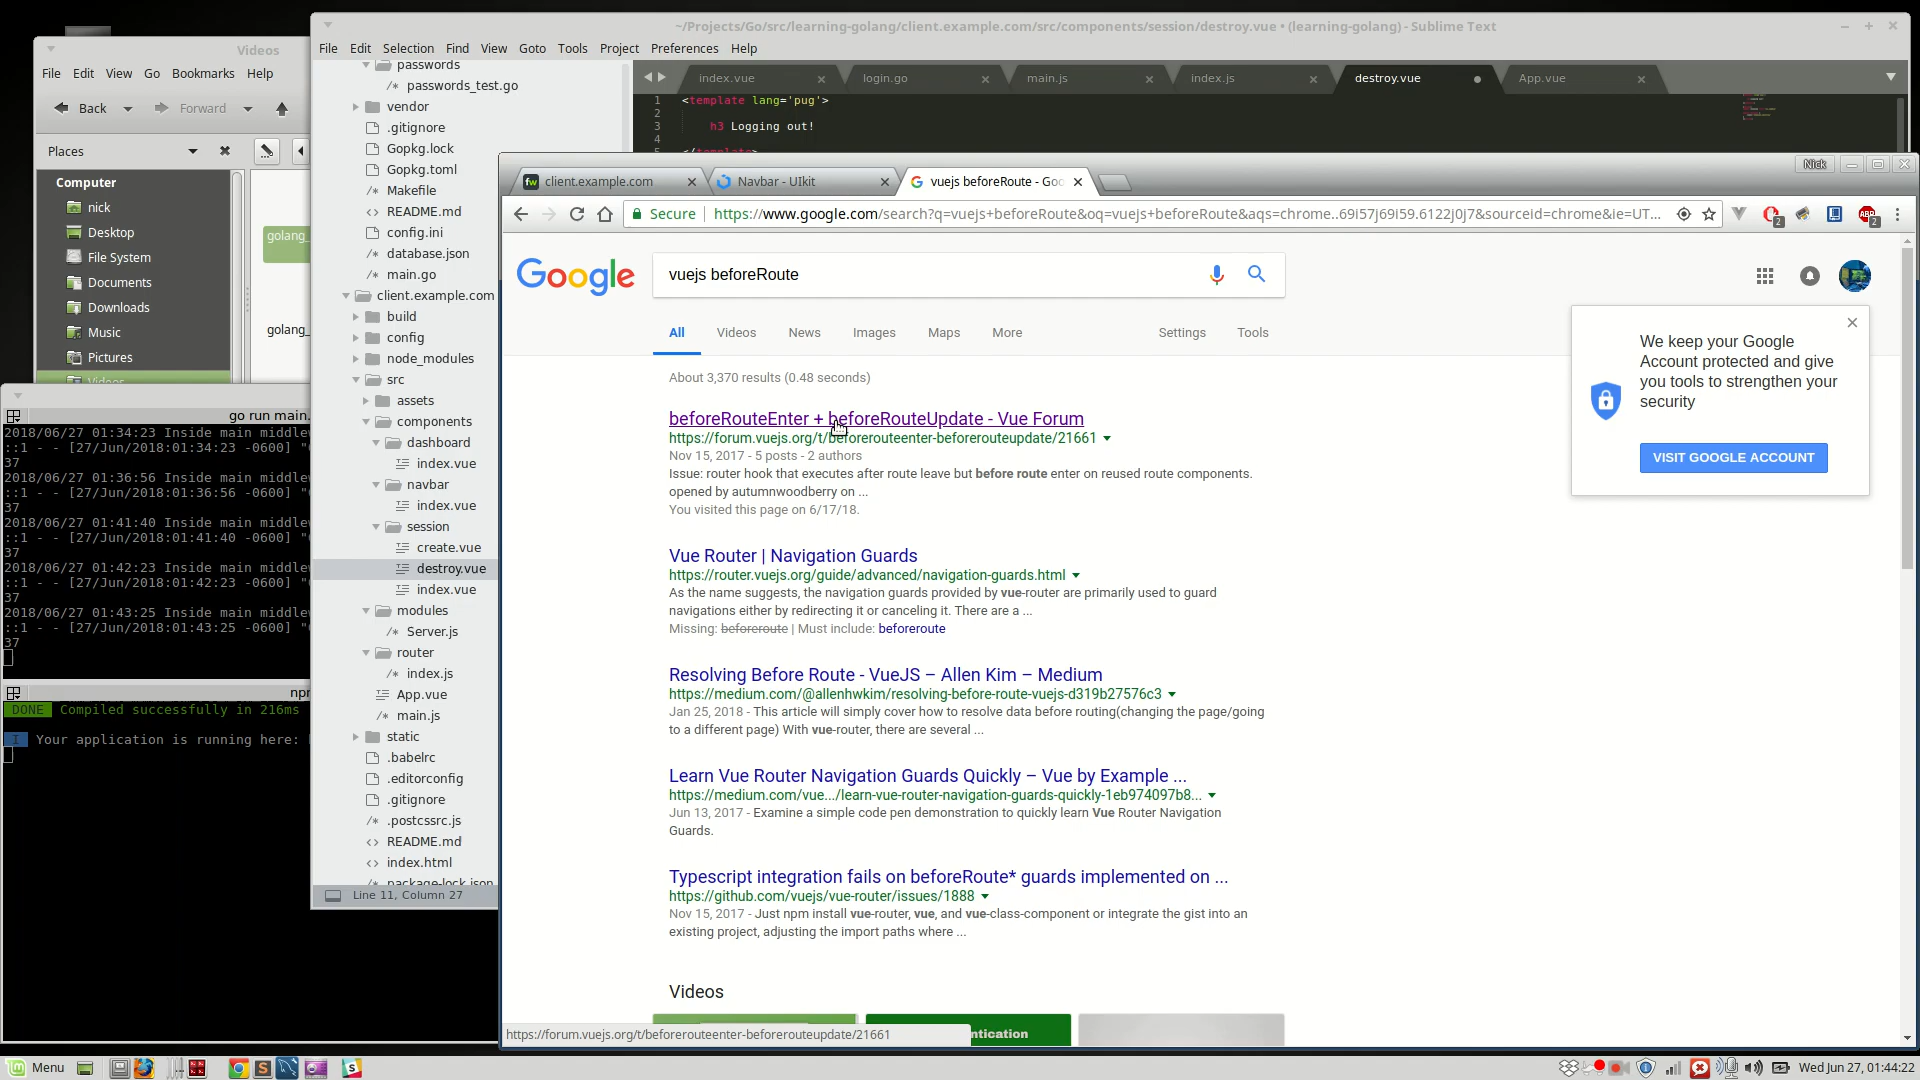 ~/Projects/Go/src/learning-golang/client.example.com/src/components/session/destroy.vue • (learning-golang) - Sublime Text
Videos
File Edit View Go Bookmarks Help
Back Forward
Places
Computer
nick
Desktop
File System
Documents
Downloads
Music
Pictures
Videos
golang_
golang_
File Edit Selection Find View Goto Tools Project Preferences Help
passwords
passwords_test.go
vendor
.gitignore
Gopkg.lock
Gopkg.toml
Makefile
README.md
config.ini
database.json
main.go
client.example.com
build
config
node_modules
src
assets
components
dashboard
index.vue
navbar
index.vue
session
create.vue
destroy.vue
index.vue
modules
Server.js
router
index.js
App.vue
main.js
static
.babelrc
.editorconfig
.gitignore
.postcssrc.js
README.md
index.html
package-lock.json
Line 11, Column 27
index.vue login.go main.js index.js destroy.vue App.vue
1 <template lang='pug'>
2
3 h3 Logging out!
4
5 </template>
go run main.
2018/06/27 01:34:23 Inside main middlew
::1 - - [27/Jun/2018:01:34:23 -0600] "
37
2018/06/27 01:36:56 Inside main middlew
::1 - - [27/Jun/2018:01:36:56 -0600] "
37
2018/06/27 01:41:40 Inside main middlew
::1 - - [27/Jun/2018:01:41:40 -0600] "
37
2018/06/27 01:42:23 Inside main middlew
::1 - - [27/Jun/2018:01:42:23 -0600] "
37
2018/06/27 01:43:25 Inside main middlew
::1 - - [27/Jun/2018:01:43:25 -0600] "
37
npr
DONE Compiled successfully in 216ms
I Your application is running here:
Nick
client.example.com Navbar - UIkit vuejs beforeRoute - Goo
Secure https://www.google.com/search?q=vuejs+beforeRoute&oq=vuejs+beforeRoute&aqs=chrome..69i57j69i59.6122j0j7&sourceid=chrome&ie=UT...
2 ABP 2
Google
vuejs beforeRoute
All Videos News Images Maps More Settings Tools
About 3,370 results (0.48 seconds)
beforeRouteEnter + beforeRouteUpdate - Vue Forum
https://forum.vuejs.org/t/beforerouteenter-beforerouteupdate/21661
Nov 15, 2017 - 5 posts - 2 authors
Issue: router hook that executes after route leave but before route enter on reused route components.
opened by autumnwoodberry on ...
You visited this page on 6/17/18.
Vue Router | Navigation Guards
https://router.vuejs.org/guide/advanced/navigation-guards.html
As the name suggests, the navigation guards provided by vue-router are primarily used to guard
navigations either by redirecting it or canceling it. There are a ...
Missing: beforeroute | Must include: beforeroute
Resolving Before Route - VueJS – Allen Kim – Medium
https://medium.com/@allenhwkim/resolving-before-route-vuejs-d319b27576c3
Jan 25, 2018 - This article will simply cover how to resolve data before routing(changing the page/going
to a different page) With vue-router, there are several ...
Learn Vue Router Navigation Guards Quickly – Vue by Example ...
https://medium.com/vue.../learn-vue-router-navigation-guards-quickly-1eb974097b8...
Jun 13, 2017 - Examine a simple code pen demonstration to quickly learn Vue Router Navigation
Guards.
Typescript integration fails on beforeRoute* guards implemented on ...
https://github.com/vuejs/vue-router/issues/1888
Nov 15, 2017 - Just npm install vue-router, vue, and vue-class-component or integrate the gist into an
existing project, adjusting the import paths where ...
Videos
ntication
https://forum.vuejs.org/t/beforerouteenter-beforerouteupdate/21661
We keep your Google
Account protected and give
you tools to strengthen your
security
VISIT GOOGLE ACCOUNT
Menu
Wed Jun 27, 01:44:22